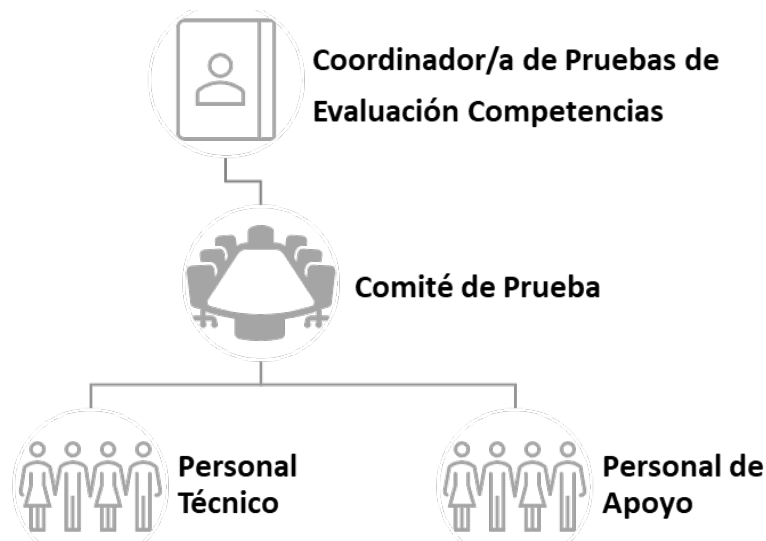 Coordinador/a de Pruebas de
Evaluación Competencias
Comité de Prueba
Personal
Técnico
Personal de
Apoyo